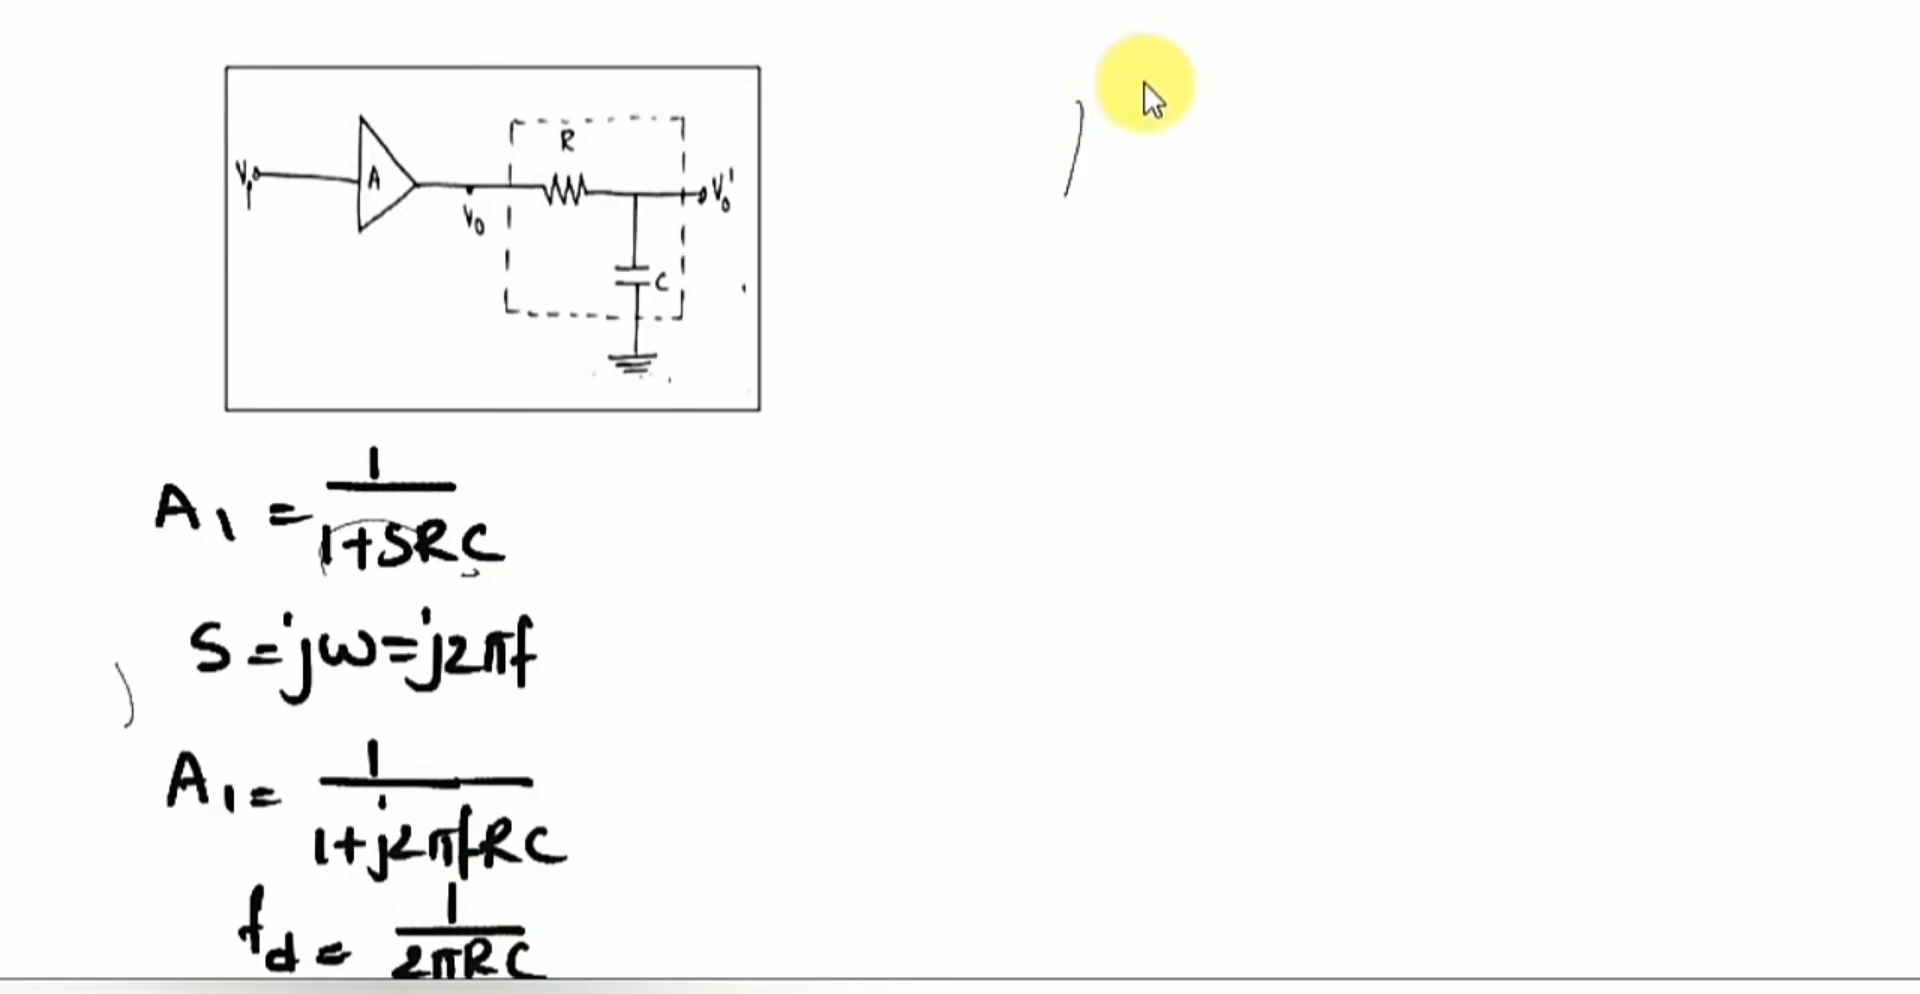 R
Vi A Vo Vo'
C
A1 = 1/(1+SRC)
S = jω = j2πf
A1 = 1/(1+j2πfRC)
fd = 1/(2πRC)